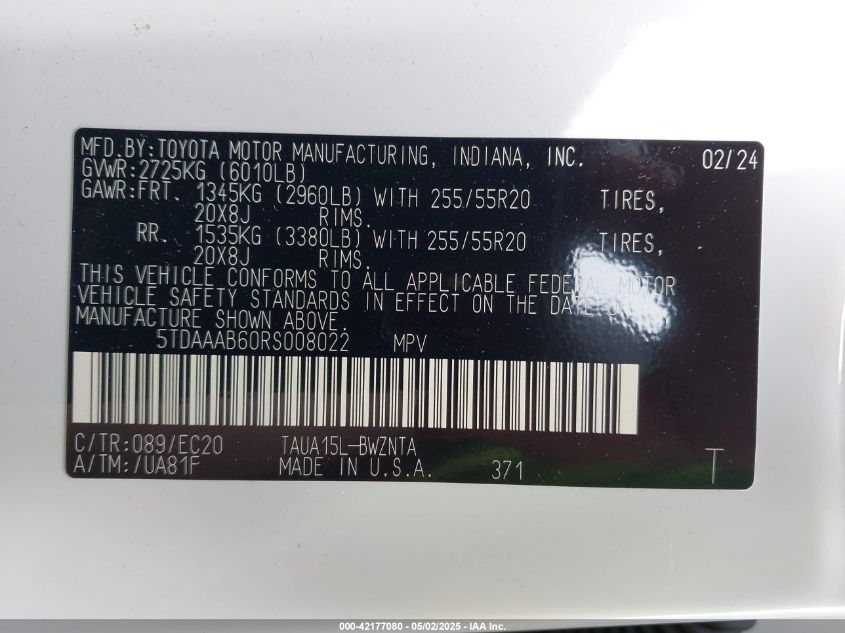 MFD.BY:TOYOTA MOTOR MANUFACTURING, INDIANA, INC. 02/24
GVWR:2725KG (6010LB)
GAWR:FRT. 1345KG (2960LB) WITH 255/55R20 TIRES,
20X8J RIMS.
RR. 1535KG (3380LB) WITH 255/55R20 TIRES,
20X8J RIMS.
THIS VEHICLE CONFORMS TO ALL APPLICABLE FEDERAL MOTOR
VEHICLE SAFETY STANDARDS IN EFFECT ON THE DATE OF
MANUFACTURE SHOWN ABOVE.
5TDAAAB60RS008022 MPV
C/TR:089/EC20 TAUA15L-BWZNTA
A/TM:/UA81F MADE IN U.S.A. 371 T
000-42177080 - 05/02/2025 - IAA Inc.